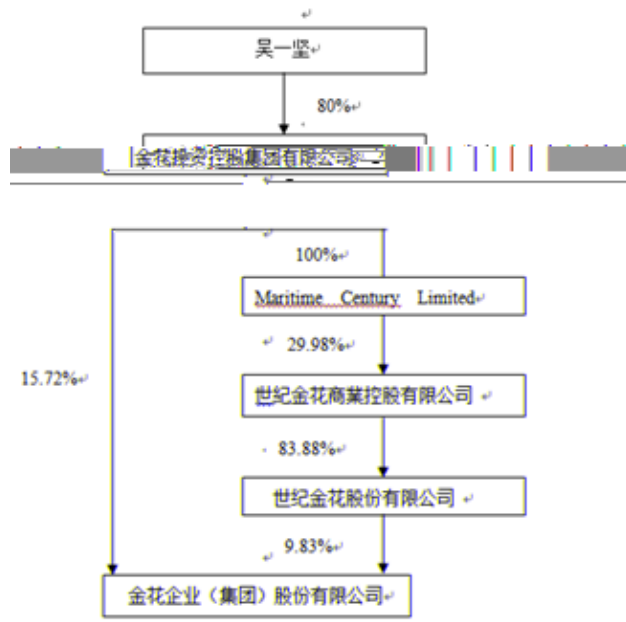 吴一坚
80%
金花投资控股集团有限公司
100%
Maritime Century Limited
29.98%
15.72%
世纪金花商業控股有限公司
83.88%
世纪金花股份有限公司
9.83%
金花企业（集团）股份有限公司